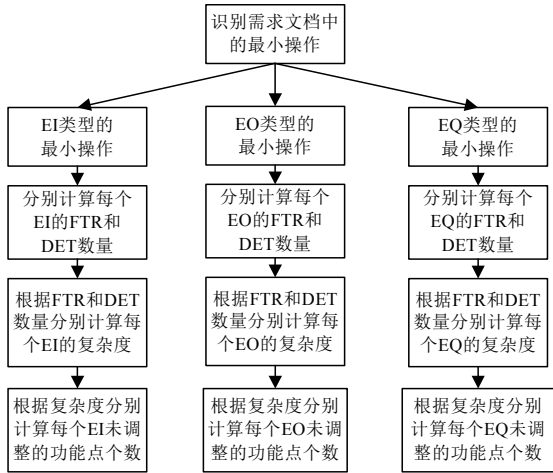 识别需求文档中
的最小操作
EI类型的
最小操作
EO类型的
最小操作
EQ类型的
最小操作
分别计算每个
EI的FTR和
DET数量
分别计算每个
EO的FTR和
DET数量
分别计算每个
EQ的FTR和
DET数量
根据FTR和DET
数量分别计算每
个EI的复杂度
根据FTR和DET
数量分别计算每
个EO的复杂度
根据FTR和DET
数量分别计算每
个EQ的复杂度
根据复杂度分别
计算每个EI未调
整的功能点个数
根据复杂度分别
计算每个EO未调
整的功能点个数
根据复杂度分别
计算每个EQ未调
整的功能点个数